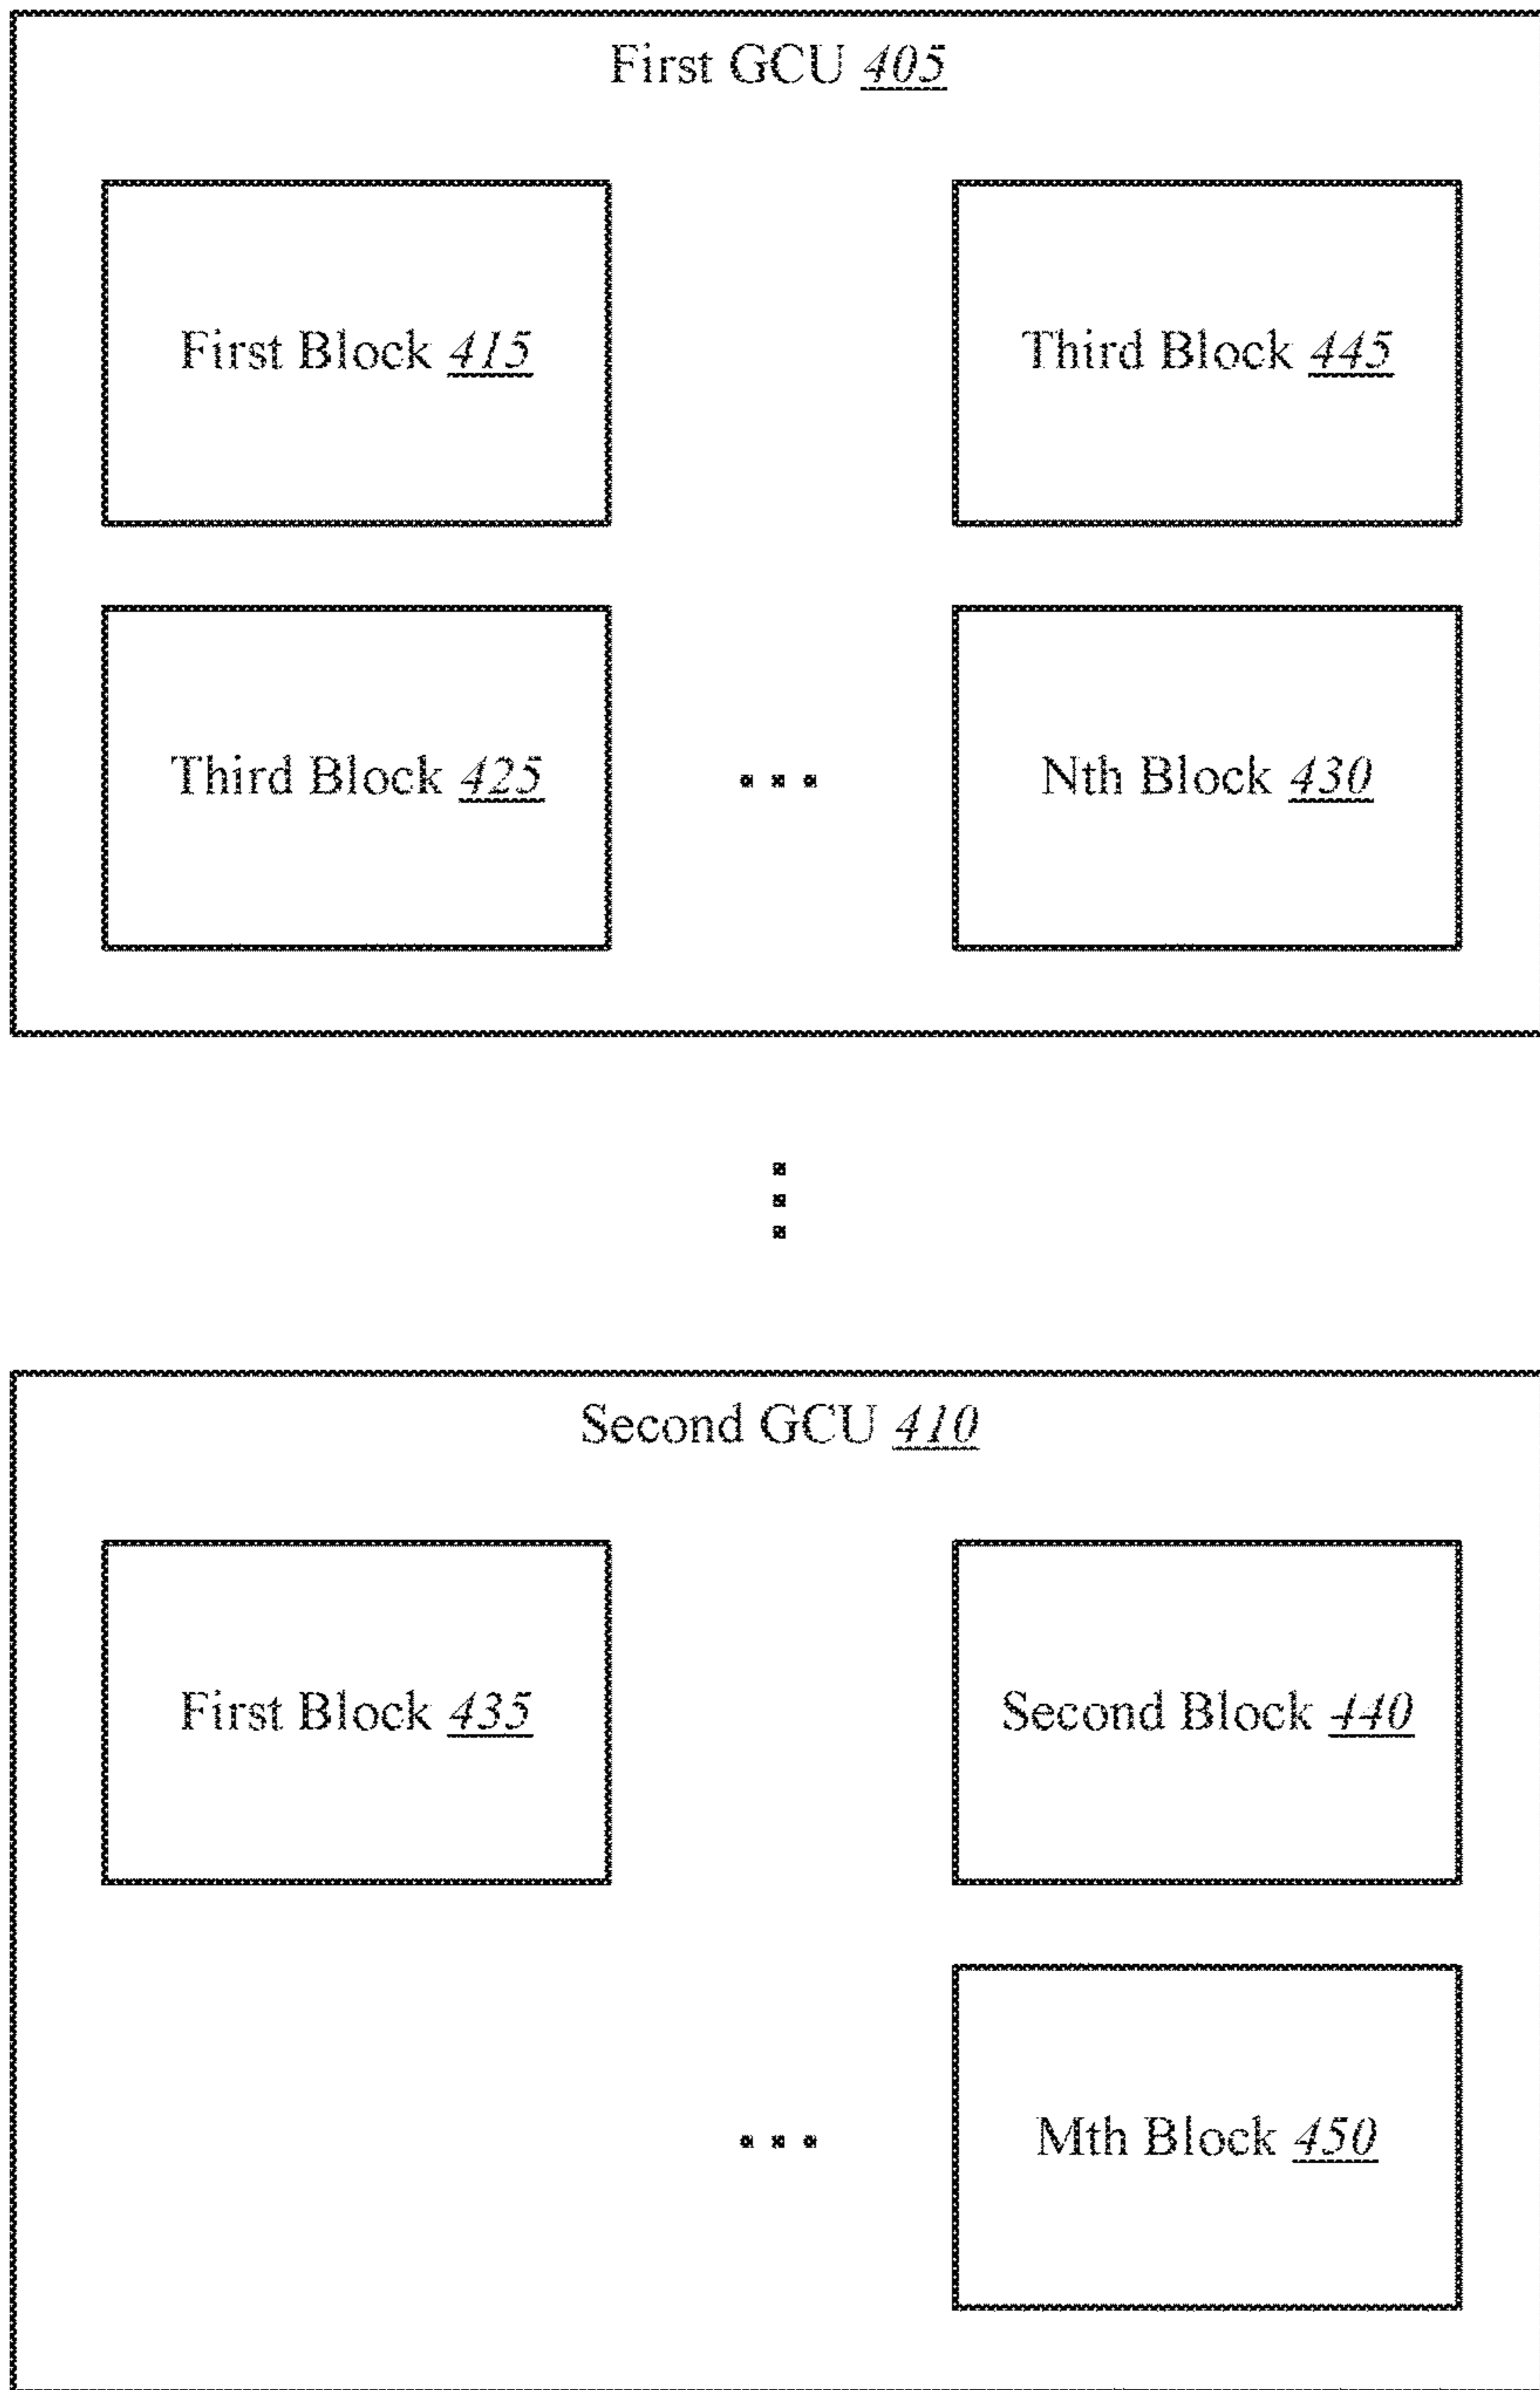 First GCU 405
First Block 415
Third Block 445
Third Block 425
...
Nth Block 430
Second GCU 410
First Block 435
Second Block 440
...
Mth Block 450